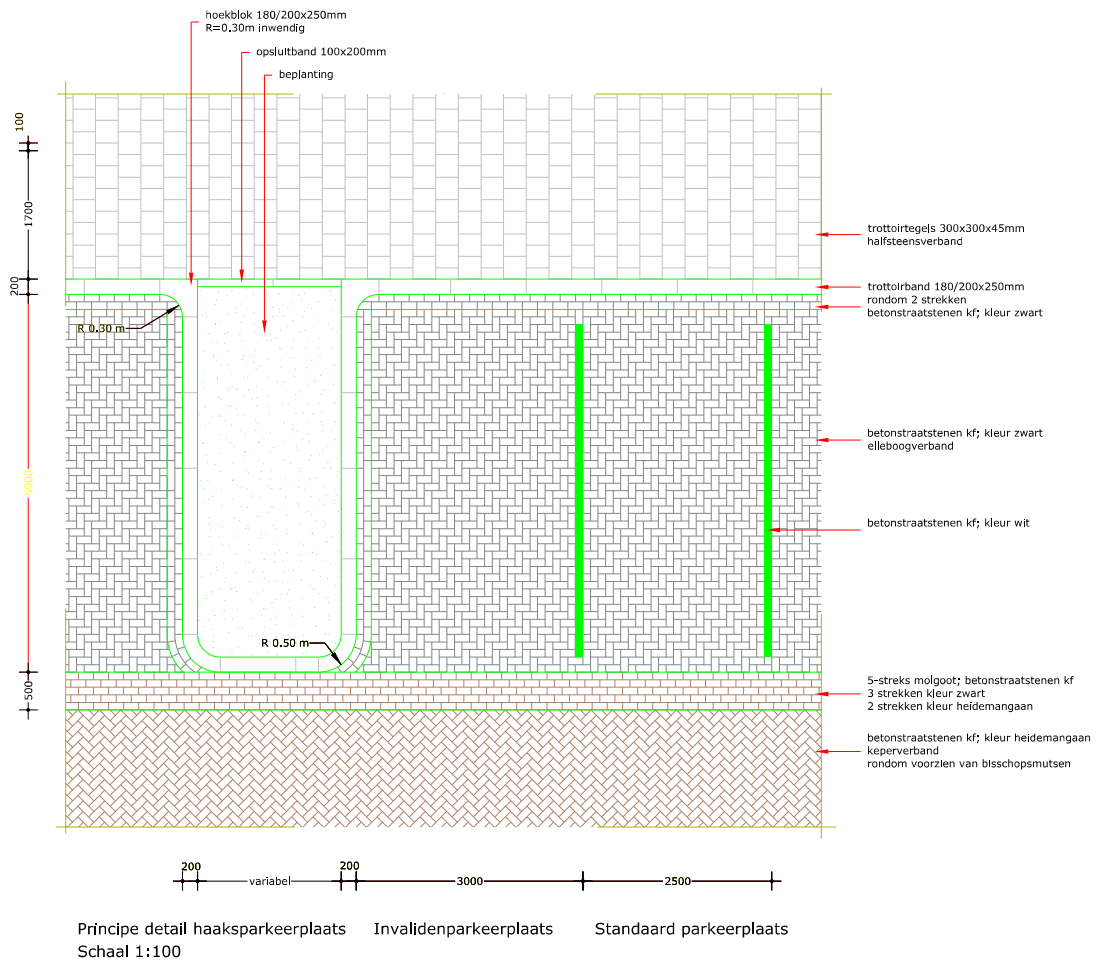 hoekblok 180/200x250mm
R=0.30m inwendig
opsluitband 100x200mm
beplanting
100
1700
200
5000
500
R 0.30 m
R 0.50 m
trottoirtegels 300x300x45mm
halfsteensverband
trottoirband 180/200x250mm
rondom 2 strekken
betonstraatstenen kf; kleur zwart
betonstraatstenen kf; kleur zwart
elleboogverband
betonstraatstenen kf; kleur wit
5-streks molgoot; betonstraatstenen kf
3 strekken kleur zwart
2 strekken kleur heidemangaan
betonstraatstenen kf; kleur heidemangaan
keperverband
rondom voorzien van bisschopsmutsen
200
variabel
200
3000
2500
Principe detail haaksparkeerplaats
Invalidenparkeerplaats
Standaard parkeerplaats
Schaal 1:100